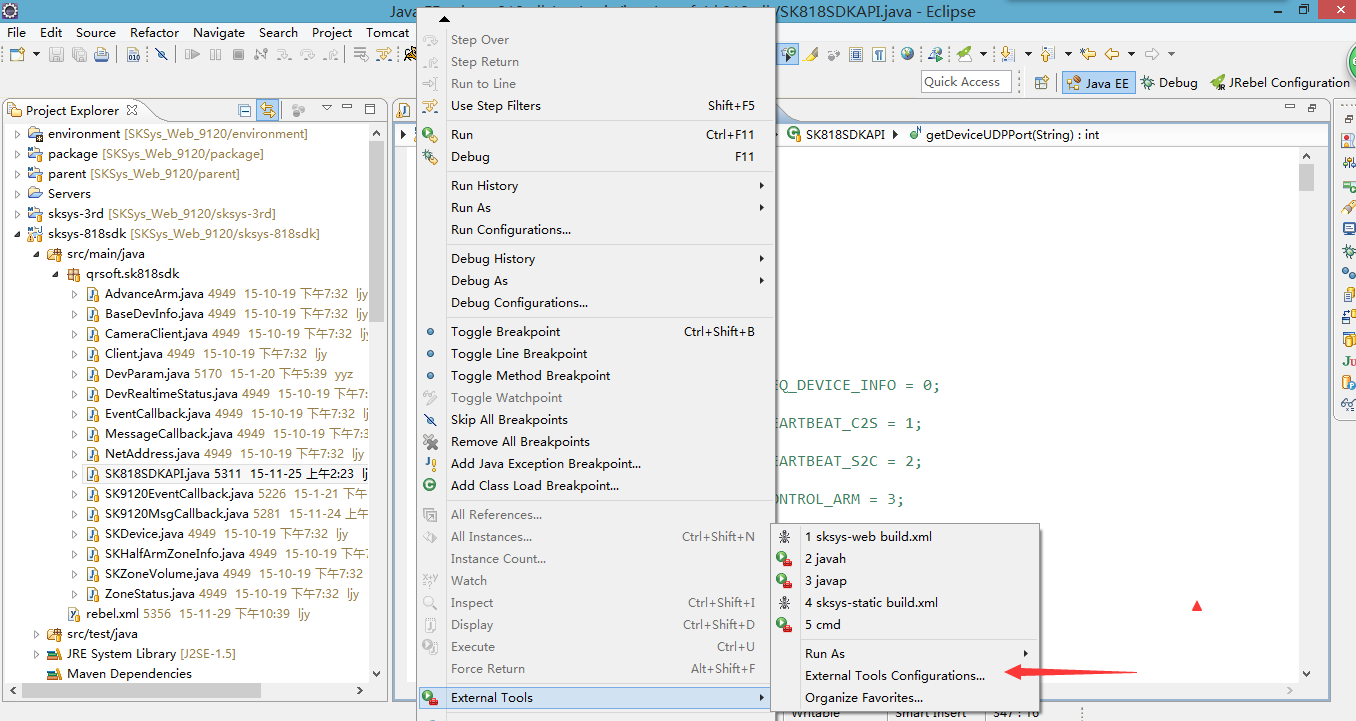 Java
/SK818SDKAPI.java - Eclipse
File Edit Source Refactor Navigate Search Project Tomcat
Quick Access
Java EE
Debug
JRebel Configuration
Project Explorer
environment [SKSys_Web_9120/environment]
package [SKSys_Web_9120/package]
parent [SKSys_Web_9120/parent]
Servers
sksys-3rd [SKSys_Web_9120/sksys-3rd]
sksys-818sdk [SKSys_Web_9120/sksys-818sdk]
src/main/java
qrsoft.sk818sdk
AdvanceArm.java 4949 15-10-19 下午7:32 ljy
BaseDevInfo.java 4949 15-10-19 下午7:32 ljy
CameraClient.java 4949 15-10-19 下午7:32 ljy
Client.java 4949 15-10-19 下午7:32 ljy
DevParam.java 5170 15-1-20 下午5:39 yyz
DevRealtimeStatus.java 4949 15-10-19 下午7:
EventCallback.java 4949 15-10-19 下午7:32 ljy
MessageCallback.java 4949 15-10-19 下午7:3
NetAddress.java 4949 15-10-19 下午7:32 ljy
SK818SDKAPI.java 5311 15-11-25 上午2:23 lj
SK9120EventCallback.java 5226 15-1-21 下午
SK9120MsgCallback.java 5281 15-11-24 上午
SKDevice.java 4949 15-10-19 下午7:32 ljy
SKHalfArmZoneInfo.java 4949 15-10-19 下午7:
SKZoneVolume.java 4949 15-10-19 下午7:32
ZoneStatus.java 4949 15-10-19 下午7:32 ljy
rebel.xml 5356 15-11-29 下午10:39 ljy
src/test/java
JRE System Library [J2SE-1.5]
Maven Dependencies
Step Over
Step Return
Run to Line
Use Step Filters Shift+F5
Run Ctrl+F11
Debug F11
Run History
Run As
Run Configurations...
Debug History
Debug As
Debug Configurations...
Toggle Breakpoint Ctrl+Shift+B
Toggle Line Breakpoint
Toggle Method Breakpoint
Toggle Watchpoint
Skip All Breakpoints
Remove All Breakpoints
Add Java Exception Breakpoint...
Add Class Load Breakpoint...
All References...
All Instances... Ctrl+Shift+N
Instance Count...
Watch
Inspect Ctrl+Shift+I
Display Ctrl+Shift+D
Execute Ctrl+U
Force Return Alt+Shift+F
External Tools
SK818SDKAPI
getDeviceUDPPort(String) : int
EQ_DEVICE_INFO = 0;
EARTBEAT_C2S = 1;
EARTBEAT_S2C = 2;
ONTROL_ARM = 3;
1 sksys-web build.xml
2 javah
3 javap
4 sksys-static build.xml
5 cmd
Run As
External Tools Configurations...
Organize Favorites...
Writable Smart Insert 547 : 16